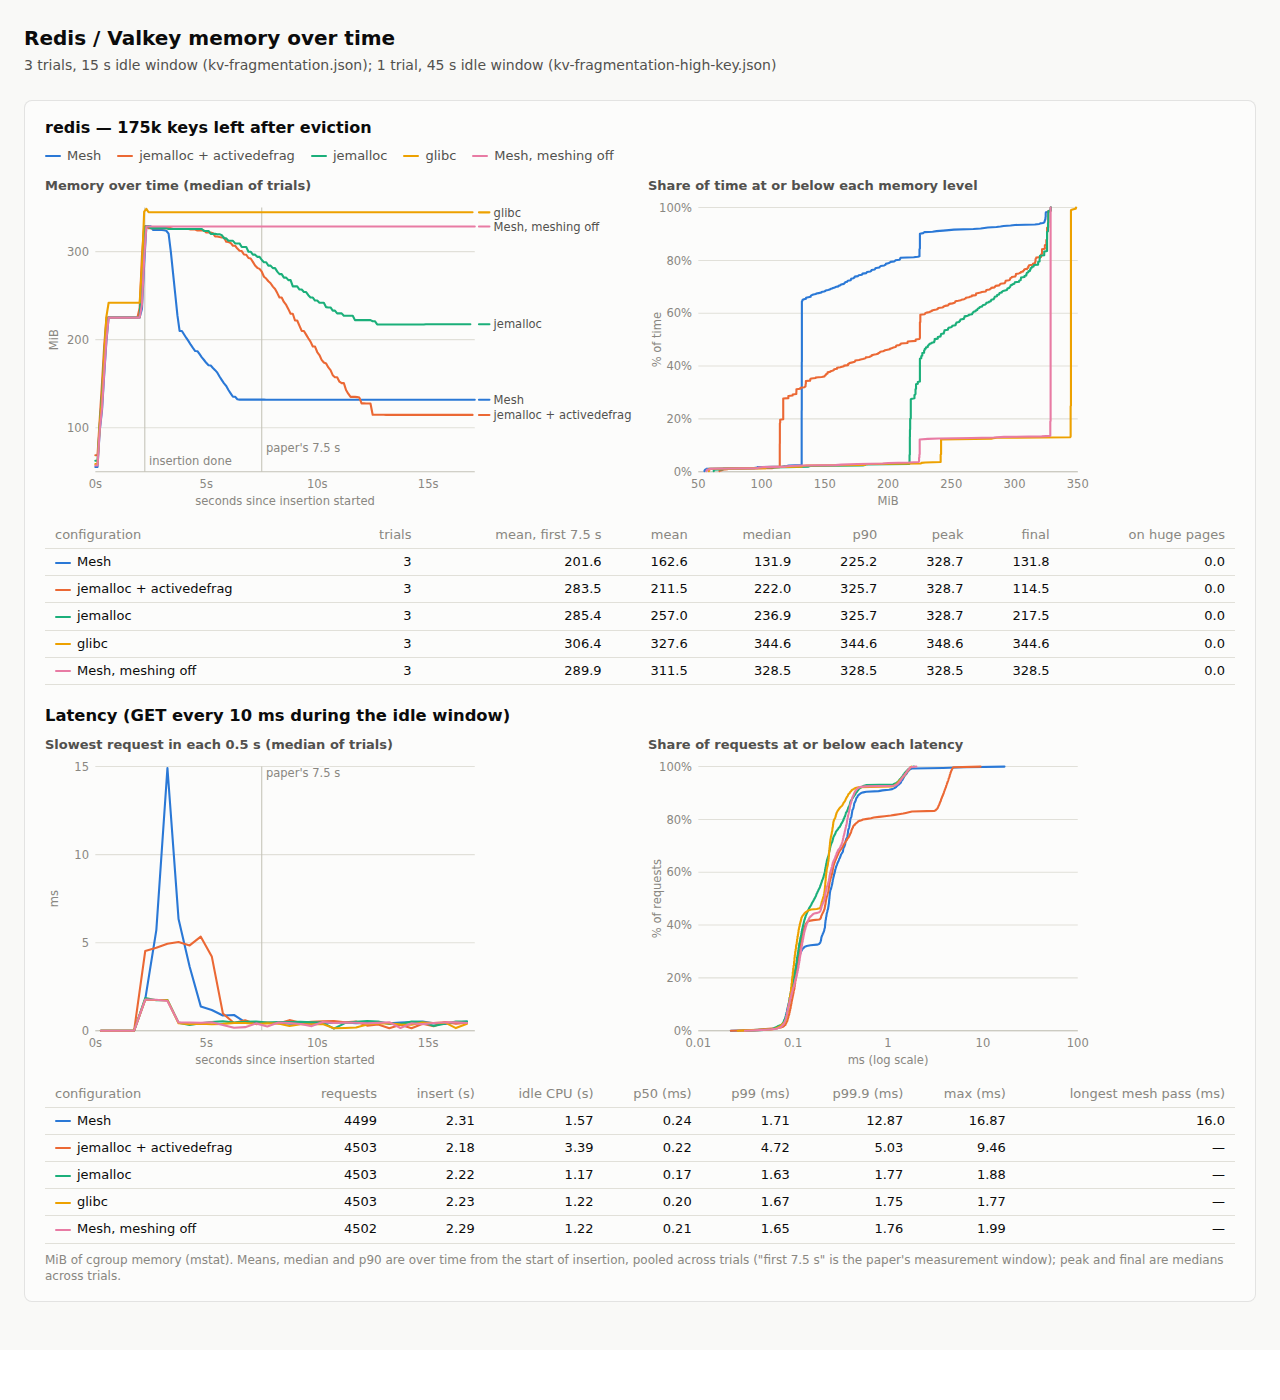 Redis / Valkey memory over time
3 trials, 15 s idle window (kv-fragmentation.json); 1 trial, 45 s idle window (kv-fragmentation-high-key.json)
redis — 175k keys left after eviction
Mesh jemalloc + activedefrag jemalloc glibc Mesh, meshing off
Memory over time (median of trials)
300
200
100
MiB
glibc
Mesh, meshing off
jemalloc
Mesh
jemalloc + activedefrag
paper's 7.5 s
insertion done
0s 5s 10s 15s
seconds since insertion started
Share of time at or below each memory level
100%
80%
60%
40%
20%
0%
% of time
50 100 150 200 250 300 350
MiB
configuration trials mean, first 7.5 s mean median p90 peak final on huge pages
Mesh 3 201.6 162.6 131.9 225.2 328.7 131.8 0.0
jemalloc + activedefrag 3 283.5 211.5 222.0 325.7 328.7 114.5 0.0
jemalloc 3 285.4 257.0 236.9 325.7 328.7 217.5 0.0
glibc 3 306.4 327.6 344.6 344.6 348.6 344.6 0.0
Mesh, meshing off 3 289.9 311.5 328.5 328.5 328.5 328.5 0.0
Latency (GET every 10 ms during the idle window)
Slowest request in each 0.5 s (median of trials)
15
10
5
0
ms
paper's 7.5 s
0s 5s 10s 15s
seconds since insertion started
Share of requests at or below each latency
100%
80%
60%
40%
20%
0%
% of requests
0.01 0.1 1 10 100
ms (log scale)
configuration requests insert (s) idle CPU (s) p50 (ms) p99 (ms) p99.9 (ms) max (ms) longest mesh pass (ms)
Mesh 4499 2.31 1.57 0.24 1.71 12.87 16.87 16.0
jemalloc + activedefrag 4503 2.18 3.39 0.22 4.72 5.03 9.46 —
jemalloc 4503 2.22 1.17 0.17 1.63 1.77 1.88 —
glibc 4503 2.23 1.22 0.20 1.67 1.75 1.77 —
Mesh, meshing off 4502 2.29 1.22 0.21 1.65 1.76 1.99 —
MiB of cgroup memory (mstat). Means, median and p90 are over time from the start of insertion, pooled across trials ("first 7.5 s" is the paper's measurement window); peak and final are medians
across trials.